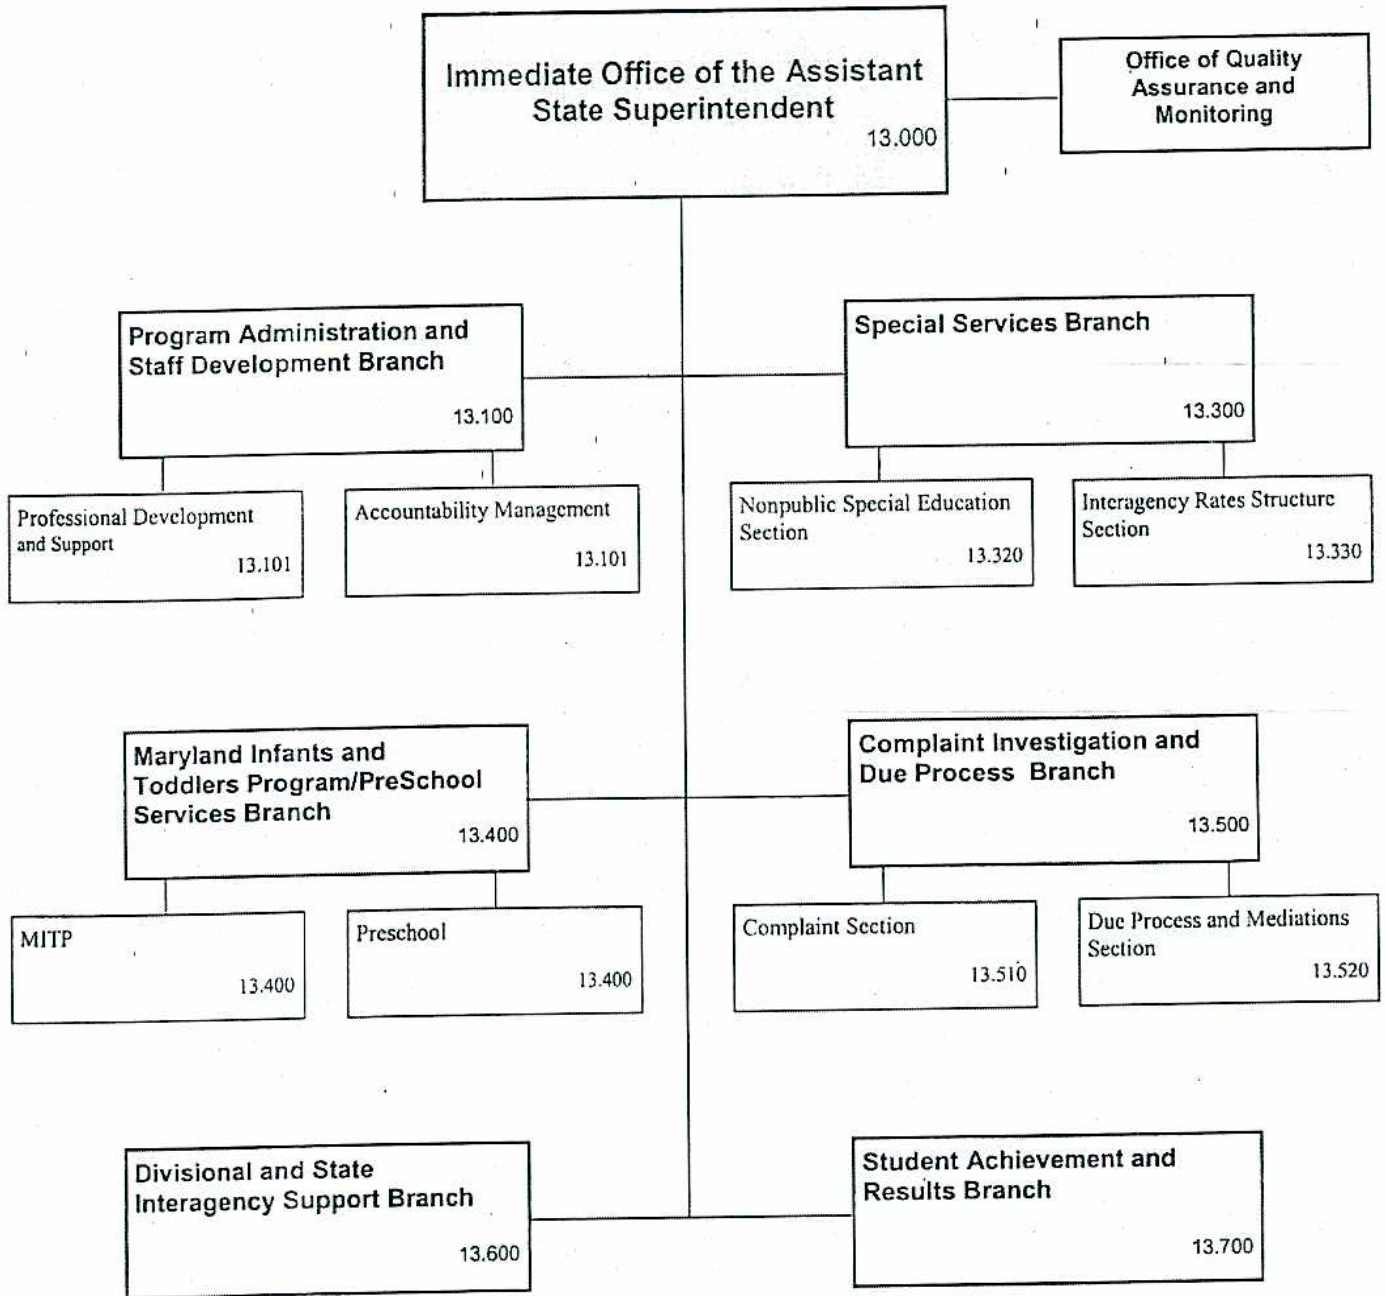 Immediate Office of the Assistant
State Superintendent
13.000
Office of Quality
Assurance and
Monitoring
Program Administration and
Staff Development Branch
13.100
Special Services Branch
13.300
Professional Development
and Support
13.101
Accountability Management
13.101
Nonpublic Special Education
Section
13.320
Interagency Rates Structure
Section
13.330
Maryland Infants and
Toddlers Program/PreSchool
Services Branch
13.400
Complaint Investigation and
Due Process Branch
13.500
MITP
13.400
Preschool
13.400
Complaint Section
13.510
Due Process and Mediations
Section
13.520
Divisional and State
Interagency Support Branch
13.600
Student Achievement and
Results Branch
13.700